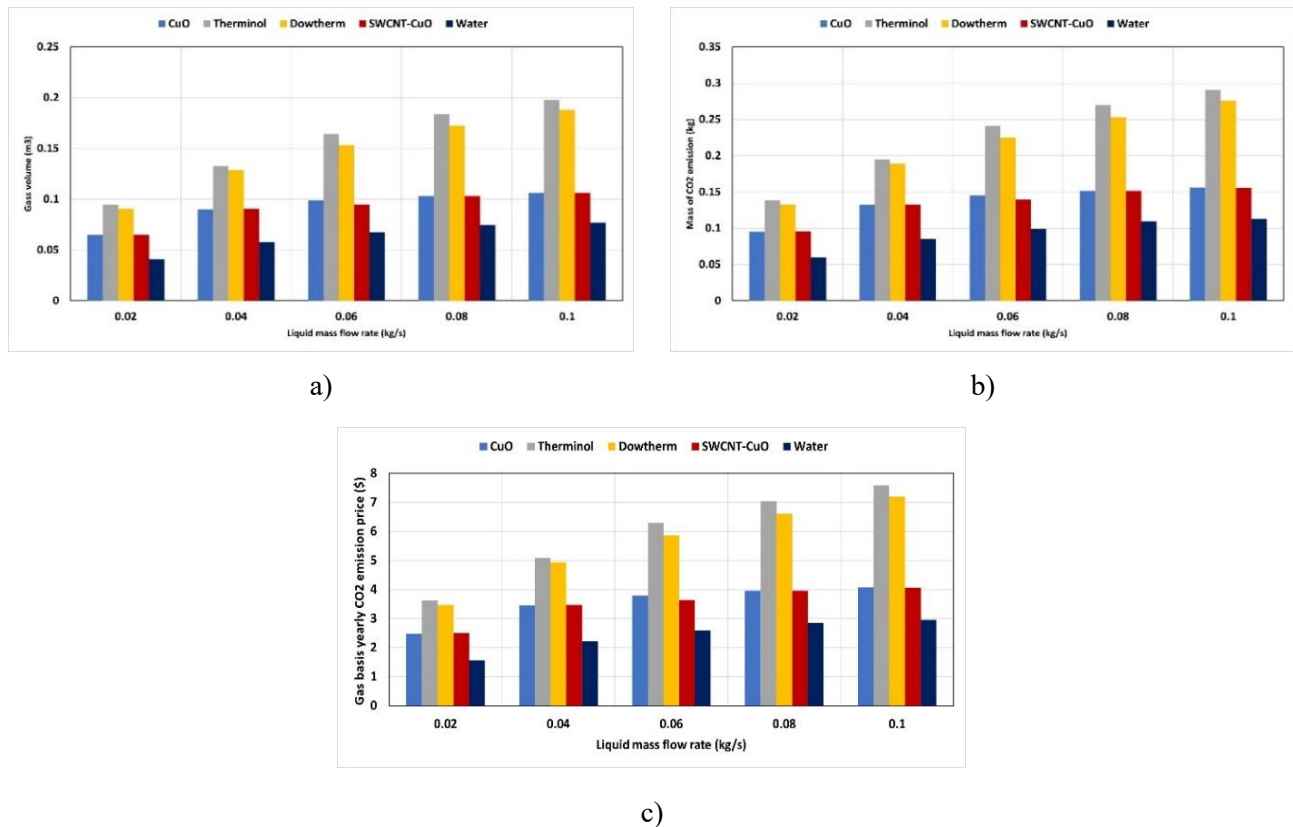 CuO Therminol Dowtherm SWCNT-CuO Water
0.25
0.2
0.15
0.1
0.05
0
Gass volume (m3)
0.02 0.04 0.06 0.08 0.1
Liquid mass flow rate (kg/s)
a)
CuO Therminol Dowtherm SWCNT-CuO Water
0.35
0.3
0.25
0.2
0.15
0.1
0.05
0
Mass of CO2 emission (kg)
0.02 0.04 0.06 0.08 0.1
Liquid mass flow rate (kg/s)
b)
CuO Therminol Dowtherm SWCNT-CuO Water
8
7
6
5
4
3
2
1
0
Gas basis yearly CO2 emission price ($)
0.02 0.04 0.06 0.08 0.1
Liquid mass flow rate (kg/s)
c)